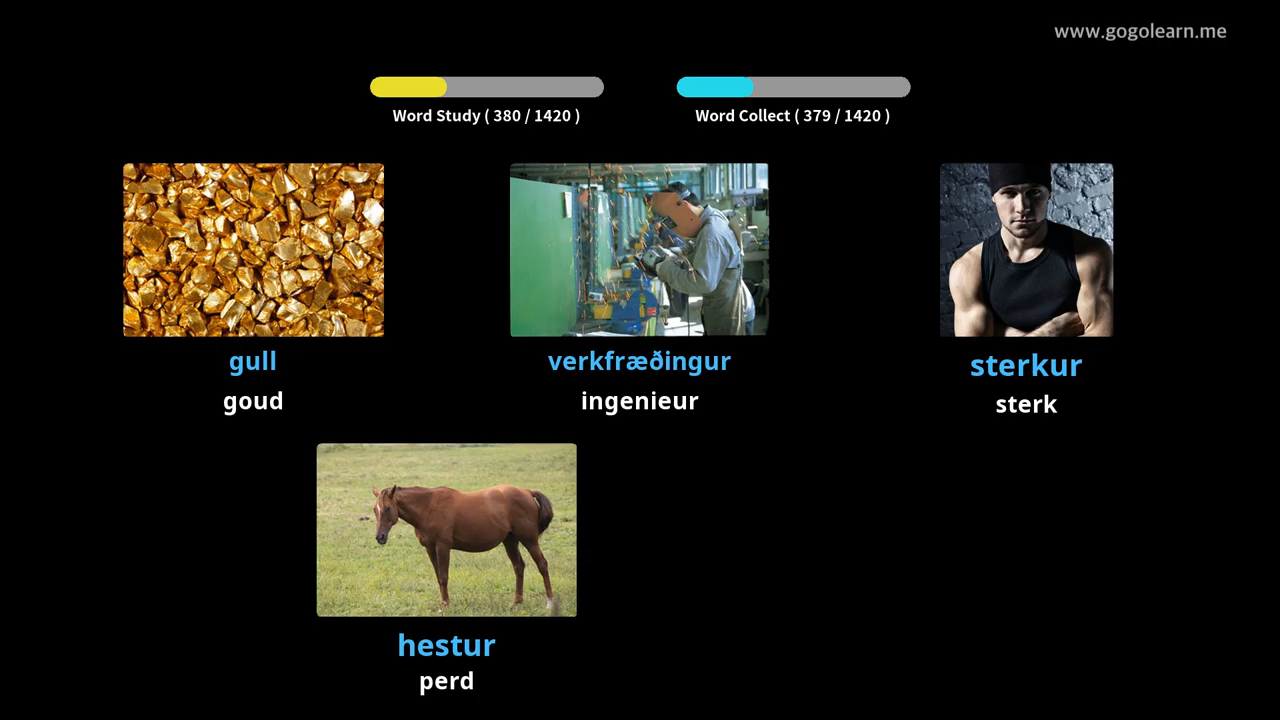 www.gogolearn.me
Word Study ( 380 / 1420 )
Word Collect ( 379 / 1420 )
gull
goud
verkfræðingur
ingenieur
sterkur
sterk
hestur
perd